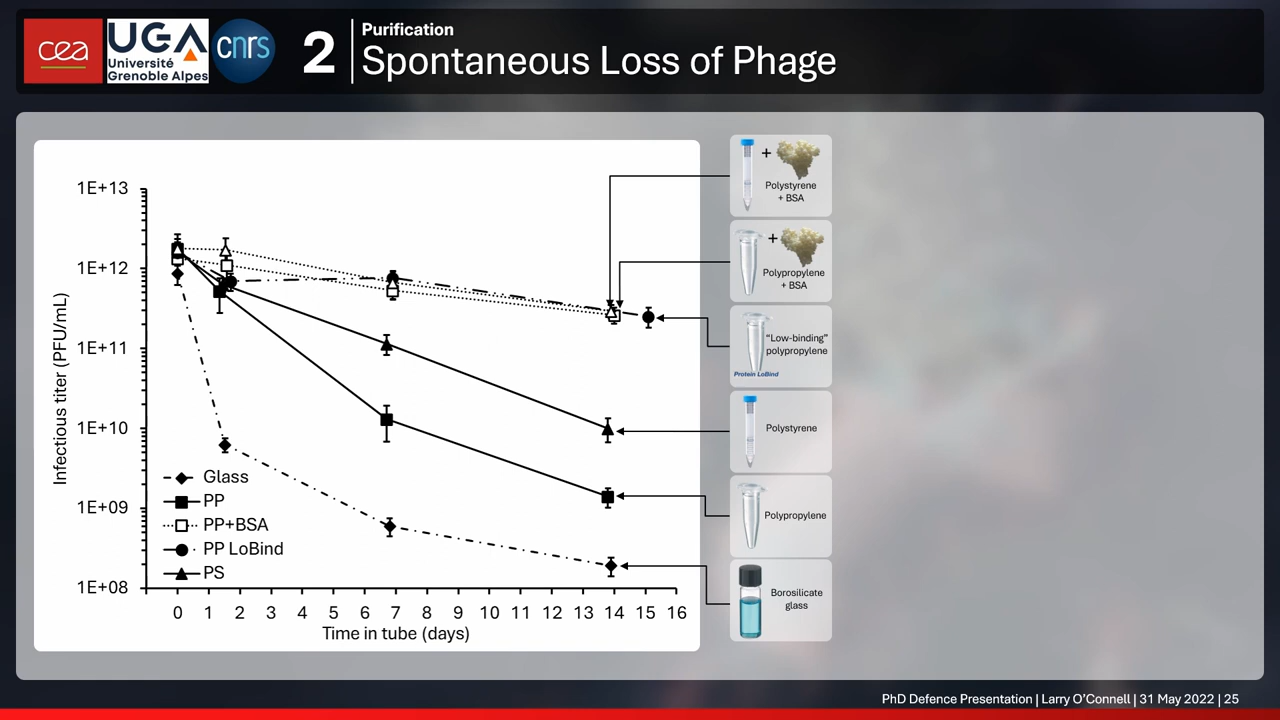 cea
UGA
Université
Grenoble Alpes
cnrs
2
Purification
Spontaneous Loss of Phage
1E+13
1E+12
1E+11
1E+10
1E+09
1E+08
Infectious titer (PFU/mL)
Glass
PP
PP+BSA
PP LoBind
PS
0 1 2 3 4 5 6 7 8 9 10 11 12 13 14 15 16
Time in tube (days)
+
Polystyrene
+ BSA
+
Polypropylene
+ BSA
“Low-binding”
polypropylene
Protein LoBind
Polystyrene
Polypropylene
Borosilicate
glass
PhD Defence Presentation | Larry O’Connell | 31 May 2022 | 25